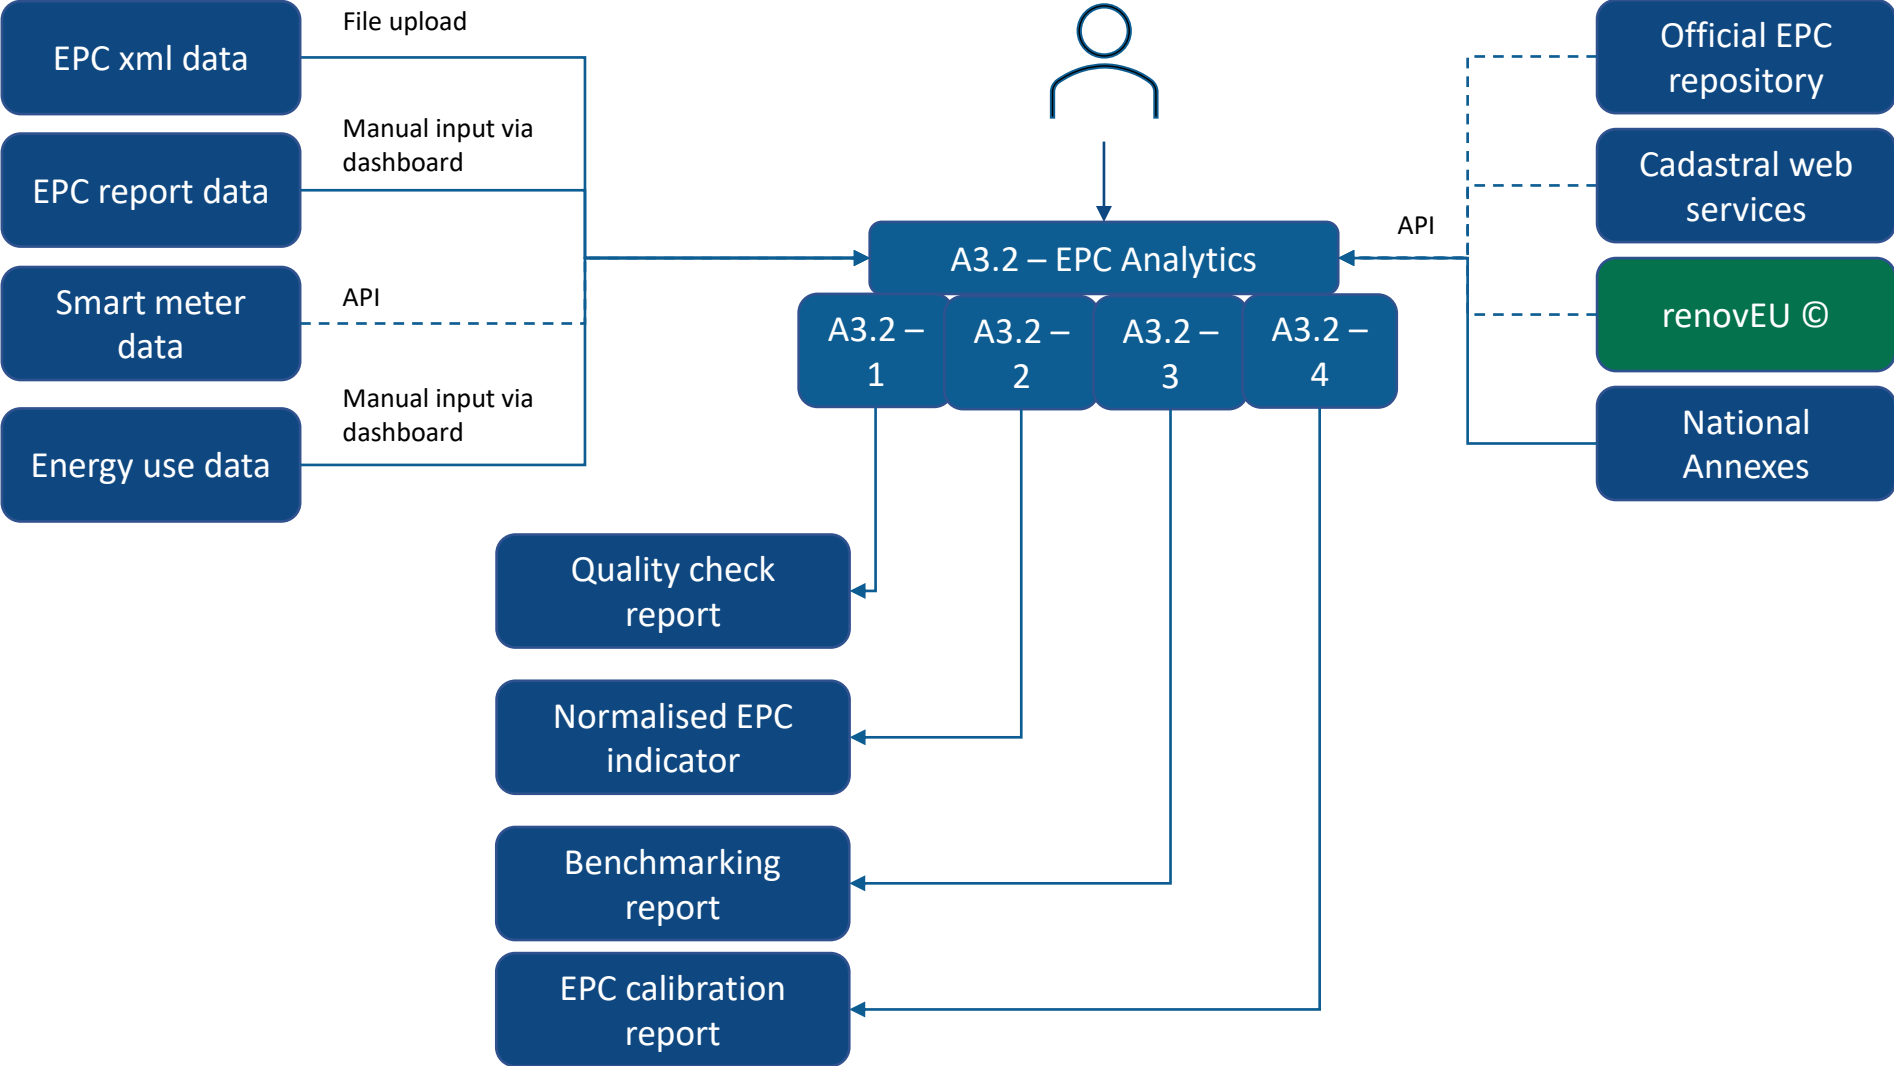 EPC xml data
File upload
EPC report data
Manual input via
dashboard
Smart meter
data
API
Energy use data
Manual input via
dashboard
A3.2 – EPC Analytics
A3.2 –
1
A3.2 –
2
A3.2 –
3
A3.2 –
4
API
Official EPC
repository
Cadastral web
services
renovEU ©
National
Annexes
Quality check
report
Normalised EPC
indicator
Benchmarking
report
EPC calibration
report